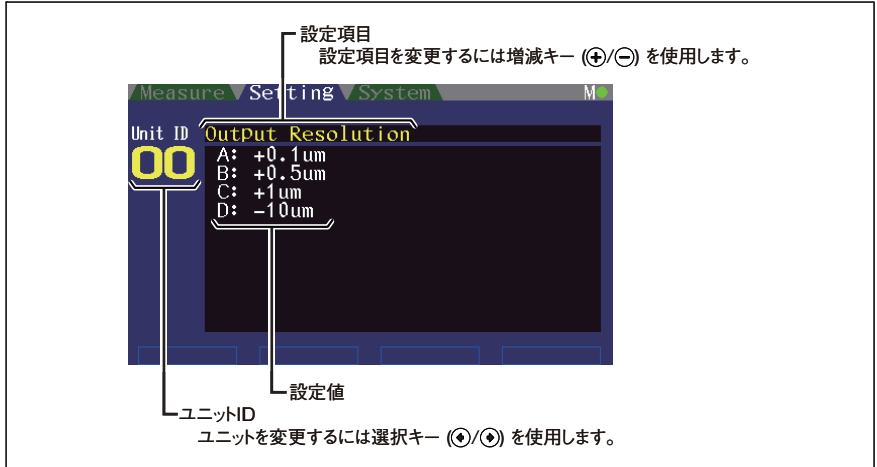 設定項目
設定項目を変更するには増減キー (⊕/⊖) を使用します。
Measure Setting System M
Unit ID Output Resolution
00
A: +0.1um
B: +0.5um
C: +1um
D: -10um
設定値
ユニットID
ユニットを変更するには選択キー (/) を使用します。